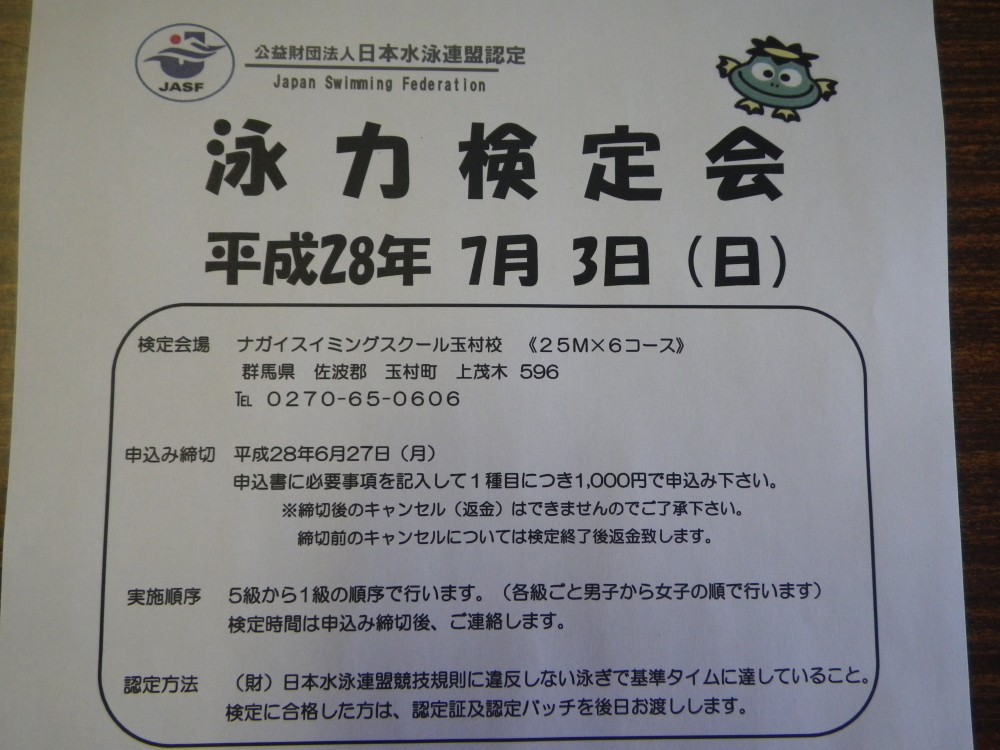 JASF
公益財団法人日本水泳連盟認定
Japan Swimming Federation
泳力検定会
平成28年 7月 3日（日）
検定会場 ナガイスイミングスクール玉村校 《２５Ｍ×６コース》
群馬県 佐波郡 玉村町 上茂木 596
℡ ０２７０-６５-０６０６
申込み締切 平成28年6月27日（月）
申込書に必要事項を記入して１種目につき1,000円で申込み下さい。
※締切後のキャンセル（返金）はできませんのでご了承下さい。
締切前のキャンセルについては検定終了後返金致します。
実施順序 5級から1級の順序で行います。（各級ごと男子から女子の順で行います）
検定時間は申込み締切後、ご連絡します。
認定方法 （財）日本水泳連盟競技規則に違反しない泳ぎで基準タイムに達していること。
検定に合格した方は、認定証及認定バッチを後日お渡しします。